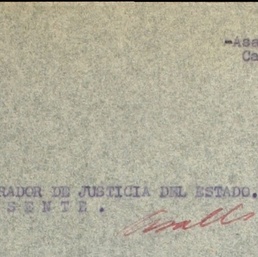 -Asa
Ca
RADOR DE JUSTICIA DEL ESTADO.
S E N T E .